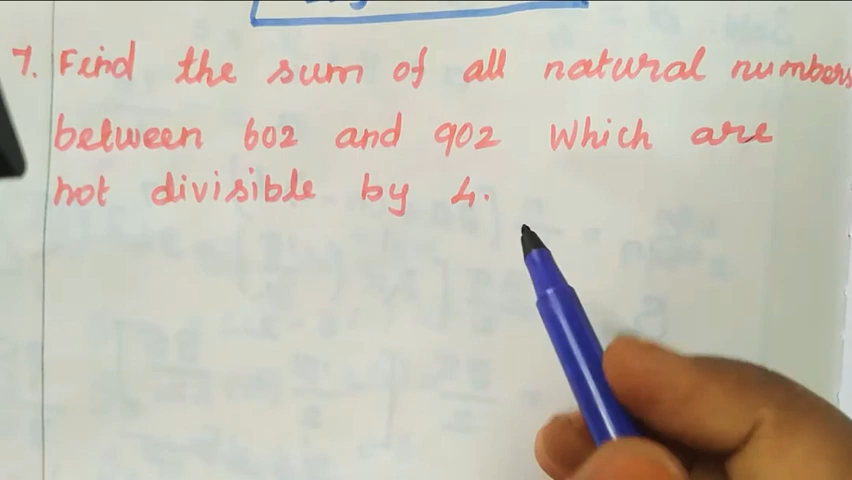 7. Find the sum of all natural numbers
between 602 and 902 which are
not divisible by 4.